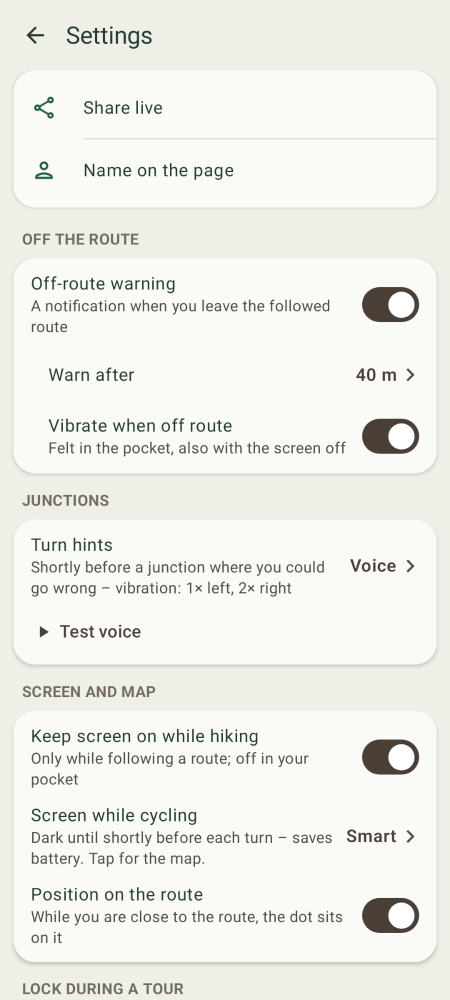 Settings
Share live
Name on the page
OFF THE ROUTE
Off-route warning
A notification when you leave the followed
route
Warn after
40 m
Vibrate when off route
Felt in the pocket, also with the screen off
JUNCTIONS
Turn hints
Shortly before a junction where you could
go wrong – vibration: 1× left, 2× right
Voice
Test voice
SCREEN AND MAP
Keep screen on while hiking
Only while following a route; off in your
pocket
Screen while cycling
Dark until shortly before each turn – saves
battery. Tap for the map.
Smart
Position on the route
While you are close to the route, the dot sits
on it
LOCK DURING A TOUR